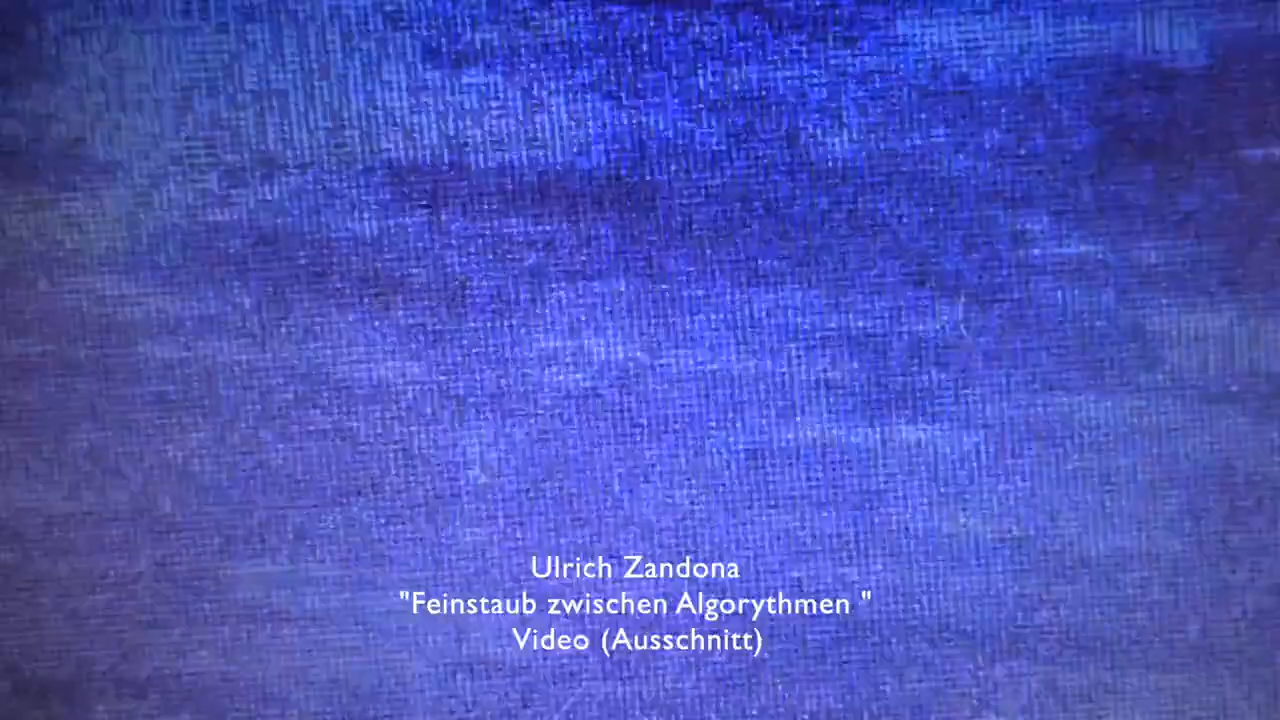 Ulrich Zandona
"Feinstaub zwischen Algorythmen "
Video (Ausschnitt)